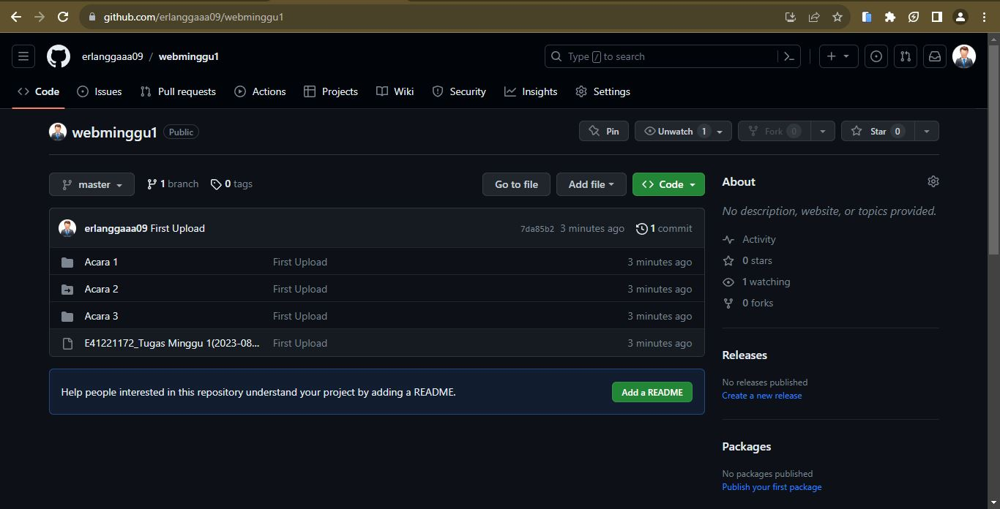 github.com/erlanggaaa09/webminggu1
erlanggaaa09 / webminggu1
Type / to search
Code Issues Pull requests Actions Projects Wiki Security Insights Settings
webminggu1 Public
Pin Unwatch 1 Fork 0 Star 0
master 1 branch 0 tags Go to file Add file <> Code
About
No description, website, or topics provided.
erlanggaaa09 First Upload 7da85b2 3 minutes ago 1 commit
Acara 1 First Upload 3 minutes ago
Acara 2 First Upload 3 minutes ago
Acara 3 First Upload 3 minutes ago
E41221172_Tugas Minggu 1(2023-08... First Upload 3 minutes ago
Help people interested in this repository understand your project by adding a README. Add a README
Activity
0 stars
1 watching
0 forks
Releases
No releases published
Create a new release
Packages
No packages published
Publish your first package